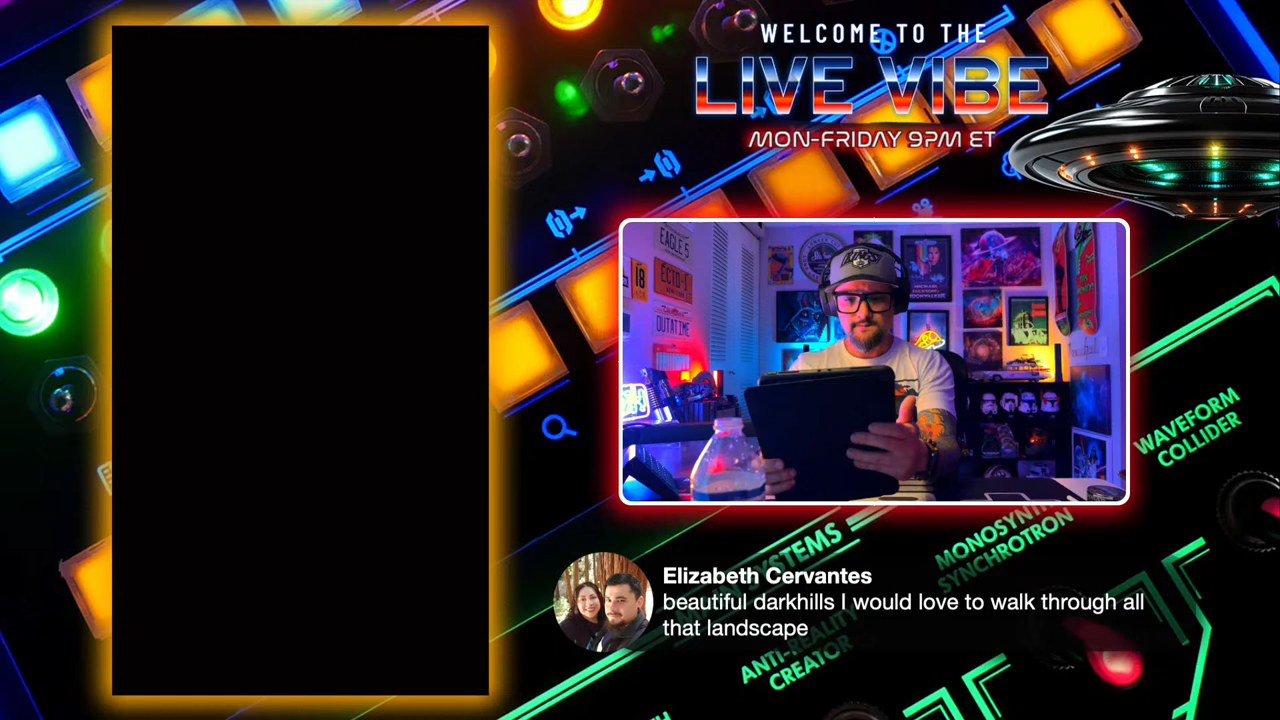 WELCOME TO THE
LIVE VIBE
MON-FRIDAY 9PM ET
EAGLE 5
18
ECTO-1
OUTATIME
KINGS
WAVEFORM
COLLIDER
MONOSYNTH
SYNCHROTRON
SYSTEMS
Elizabeth Cervantes
beautiful darkhills I would love to walk through all
that landscape
ANTI-REALITY
CREATOR